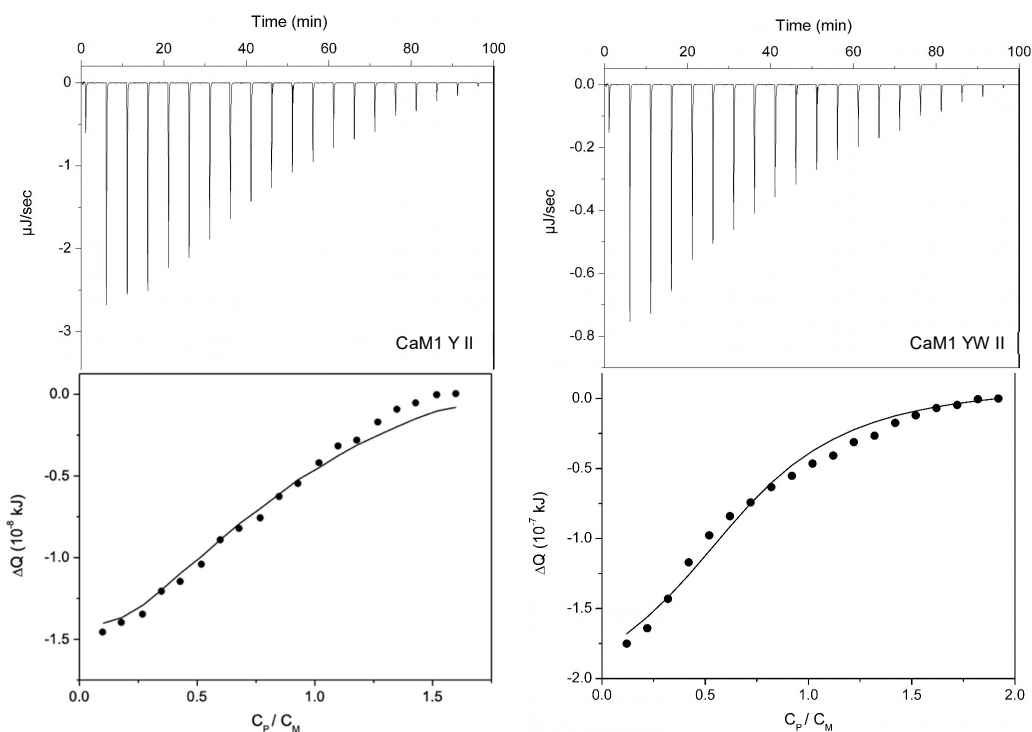 Time (min)
0 20 40 60 80 100
0
-1
-2
-3
μJ/sec
CaM1 Y II
0.0
-0.5
-1.0
-1.5
ΔQ (10⁻⁸ kJ)
0.0 0.5 1.0 1.5
C_P / C_M
Time (min)
0 20 40 60 80 100
0.0
-0.2
-0.4
-0.6
-0.8
μJ/sec
CaM1 YW II
0.0
-0.5
-1.0
-1.5
-2.0
ΔQ (10⁻⁷ kJ)
0.0 0.5 1.0 1.5 2.0
C_P / C_M